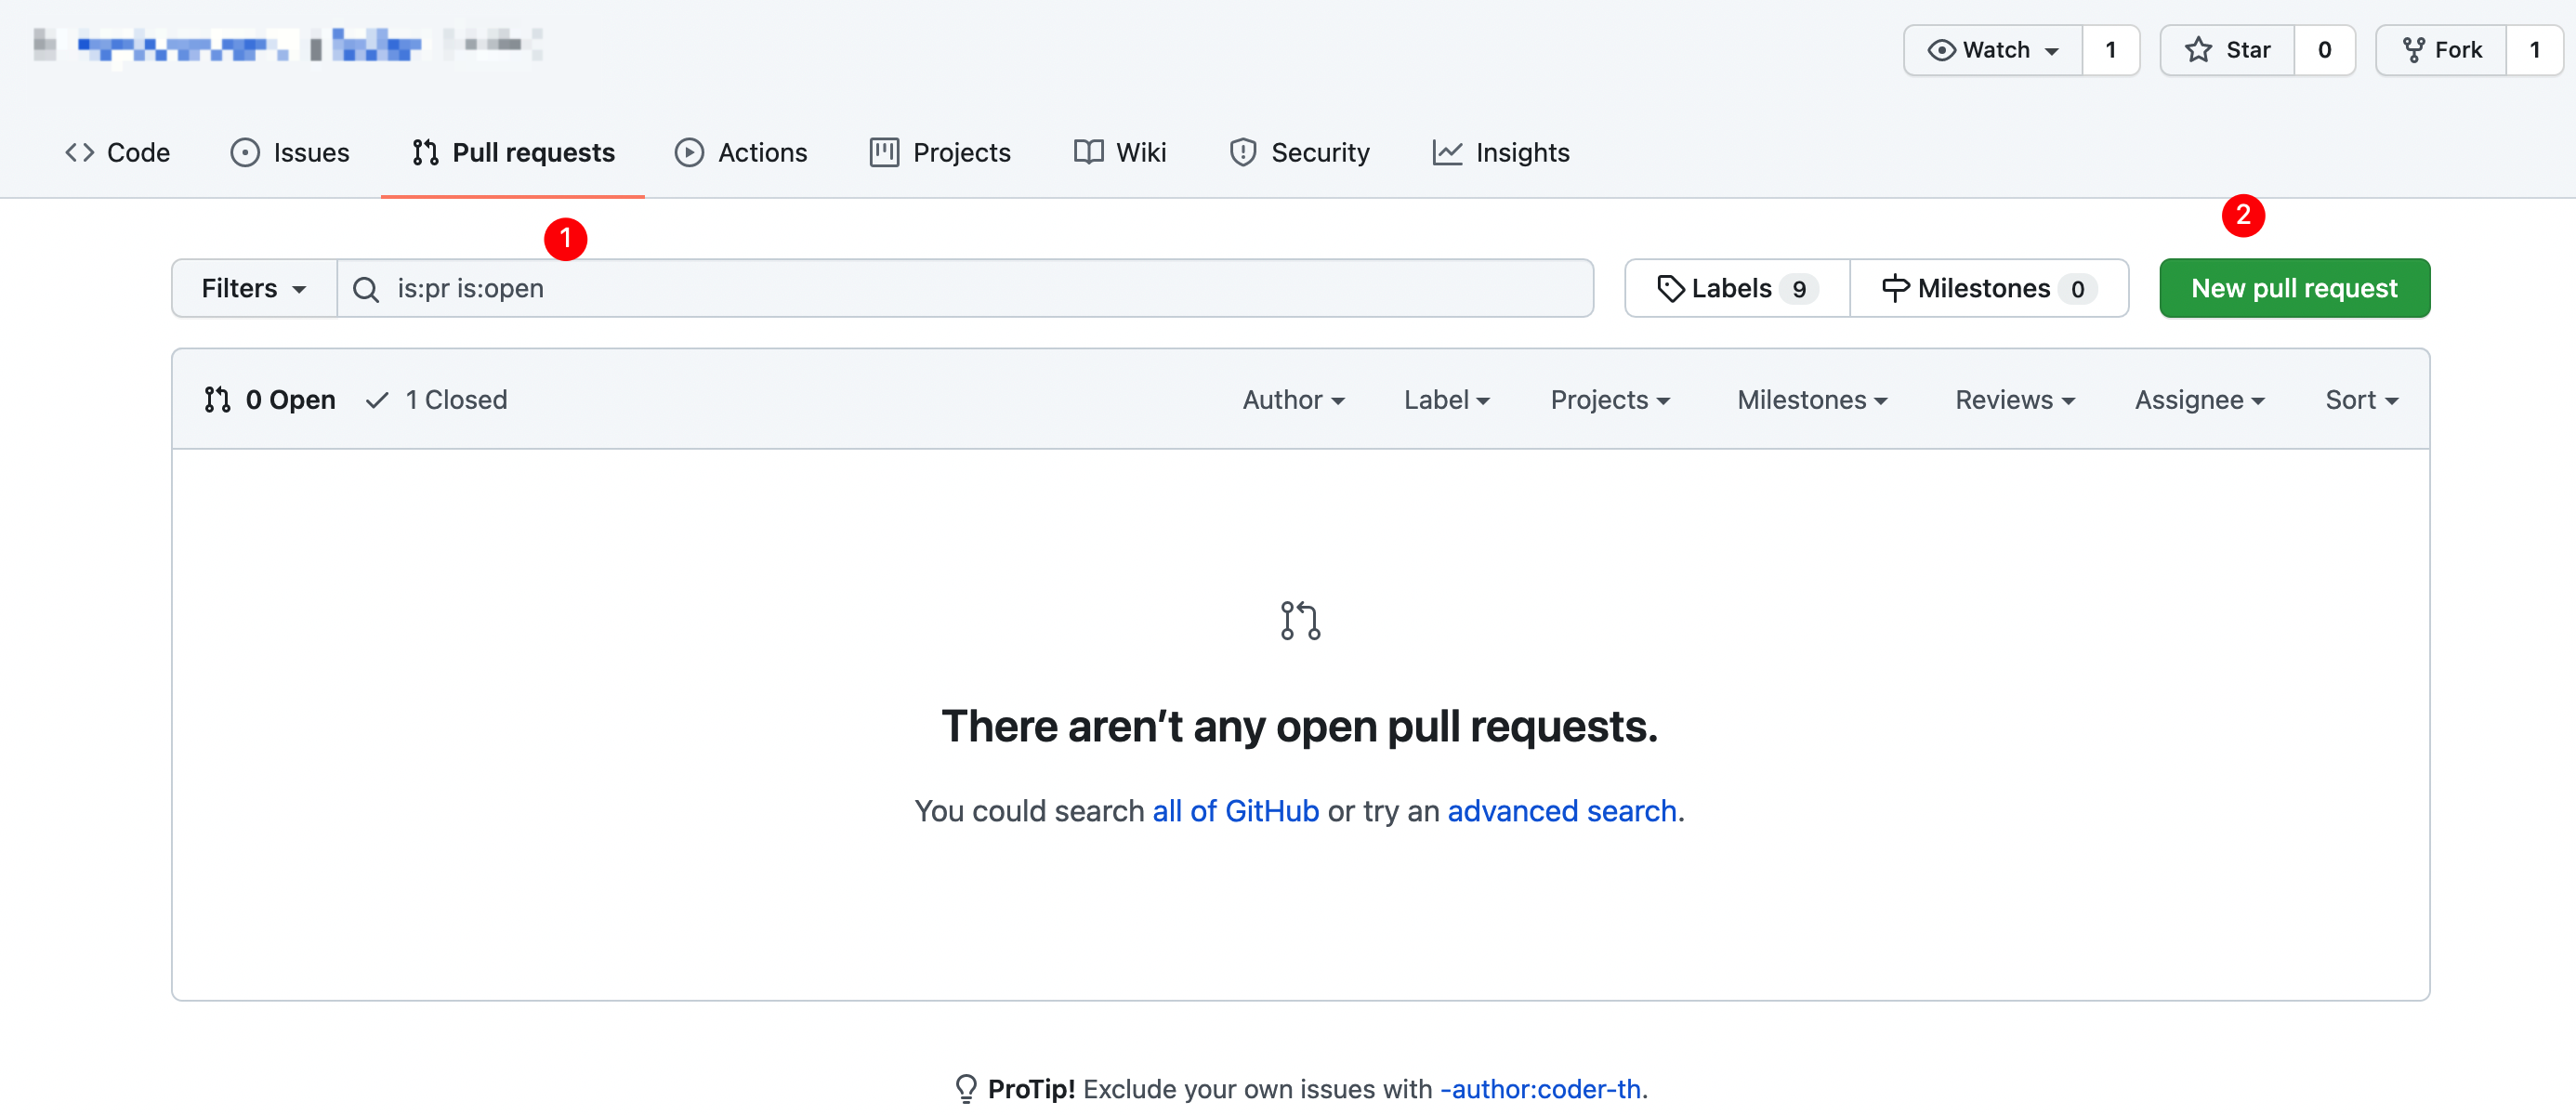 Watch 1 Star 0 Fork 1
Code Issues Pull requests Actions Projects Wiki Security Insights
1
2
Filters is:pr is:open Labels 9 Milestones 0 New pull request
0 Open 1 Closed Author Label Projects Milestones Reviews Assignee Sort
There aren’t any open pull requests.
You could search all of GitHub or try an advanced search.
ProTip! Exclude your own issues with -author:coder-th.